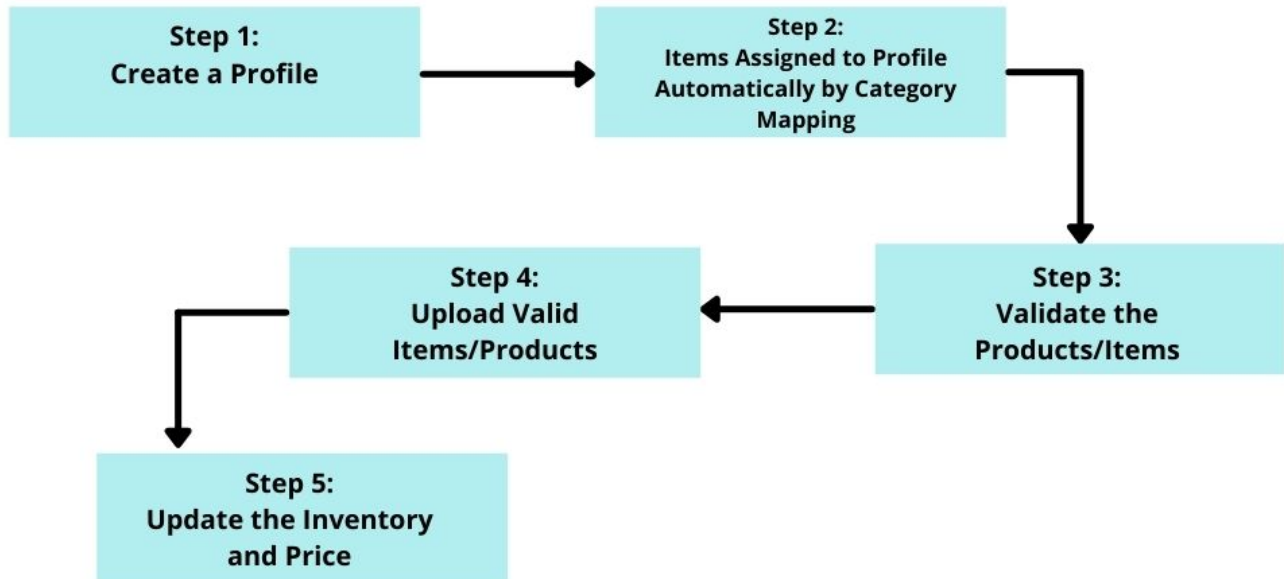 Step 1:
Create a Profile
Step 2:
Items Assigned to Profile
Automatically by Category
Mapping
Step 3:
Validate the
Products/Items
Step 4:
Upload Valid
Items/Products
Step 5:
Update the Inventory
and Price